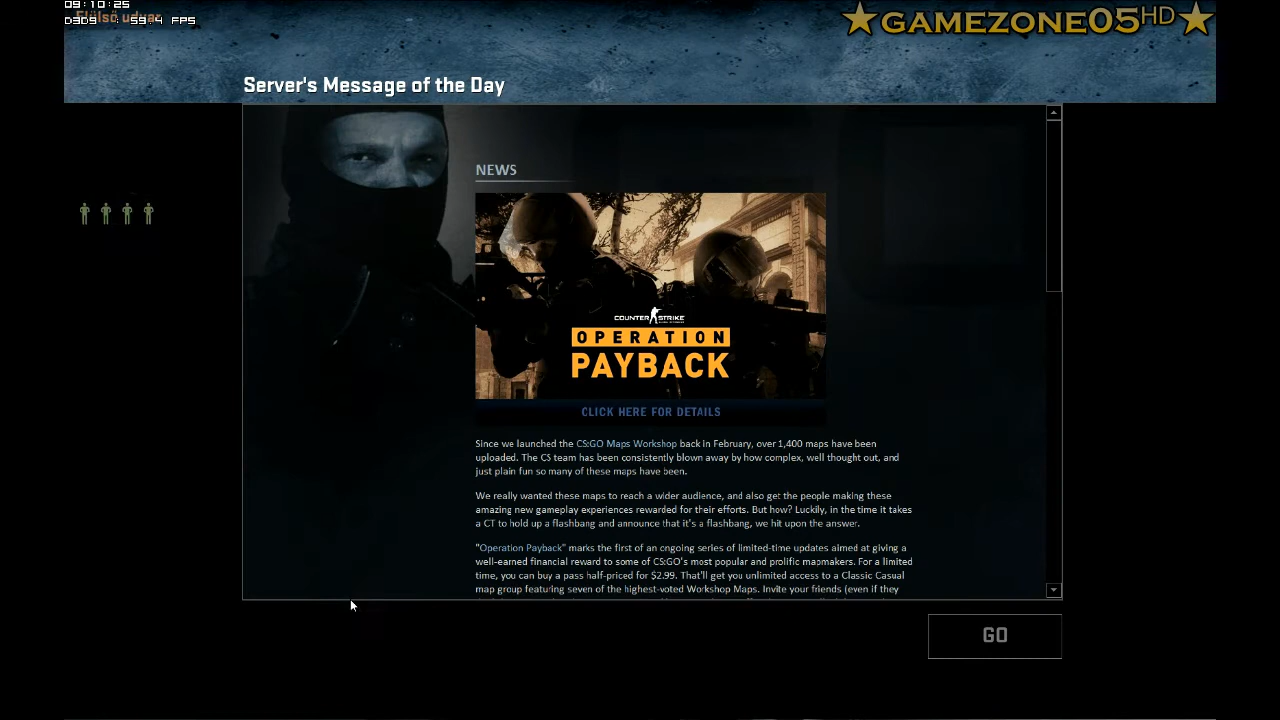 09:10:25
D3D9 : 59.4 FPS
Elülső udvar
GAMEZONE05HD
Server's Message of the Day
NEWS
COUNTER STRIKE
OPERATION
PAYBACK
CLICK HERE FOR DETAILS
Since we launched the CS:GO Maps Workshop back in February, over 1,400 maps have been
uploaded. The CS team has been consistently blown away by how complex, well thought out, and
just plain fun so many of these maps have been.
We really wanted these maps to reach a wider audience, and also get the people making these
amazing new gameplay experiences rewarded for their efforts. But how? Luckily, in the time it takes
a CT to hold up a flashbang and announce that it's a flashbang, we hit upon the answer.
"Operation Payback" marks the first of an ongoing series of limited-time updates aimed at giving a
well-earned financial reward to some of CS:GO's most popular and prolific mapmakers. For a limited
time, you can buy a pass half-priced for $2.99. That'll get you unlimited access to a Classic Casual
map group featuring seven of the highest-voted Workshop Maps. Invite your friends (even if they
GO